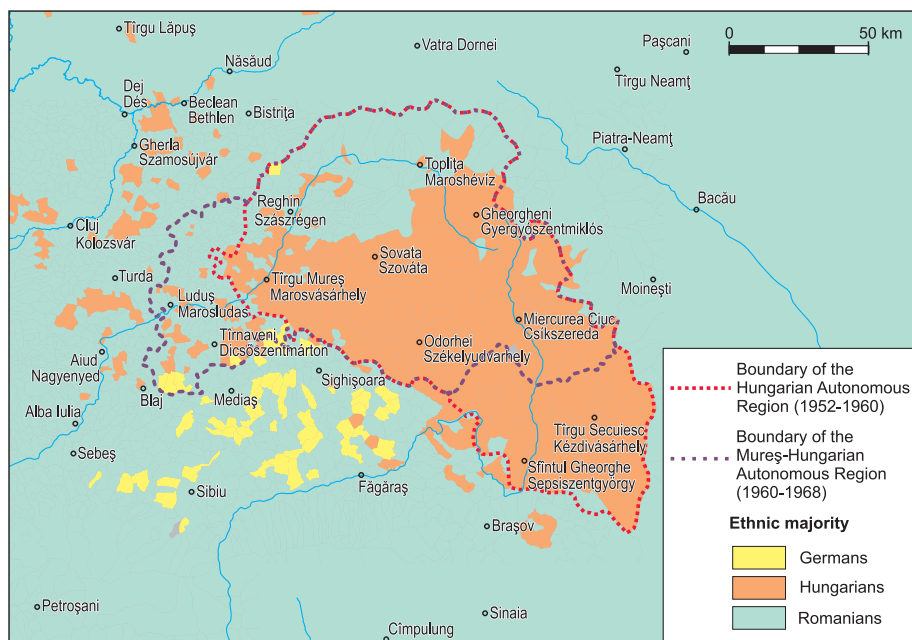 Tîrgu Lăpuş
Vatra Dornei
Paşcani
0
50 km
Năsăud
Tîrgu Neamţ
Dej
Dés
Beclean
Bethlen
Bistriţa
Gherla
Szamosújvár
Piatra-Neamţ
Topliţa
Maroshévíz
Reghin
Szászrégen
Bacău
Gheorgheni
Gyergyószentmiklós
Cluj
Kolozsvár
Sovata
Szováta
Turda
Tîrgu Mureş
Marosvásárhely
Moineşti
Luduş
Marosludas
Miercurea Ciuc
Csíkszereda
Tîrnaveni
Dicsőszentmárton
Odorhei
Székelyudvarhely
Aiud
Nagyenyed
Sighişoara
Blaj
Mediaş
Alba Iulia
Tîrgu Secuiesc
Kézdivásárhely
Sebeş
Sfîntul Gheorghe
Sepsiszentgyörgy
Sibiu
Făgăraş
Braşov
Petroşani
Sinaia
Cîmpulung
Boundary of the
Hungarian Autonomous
Region (1952-1960)
Boundary of the
Mureş-Hungarian
Autonomous Region
(1960-1968)
Ethnic majority
Germans
Hungarians
Romanians